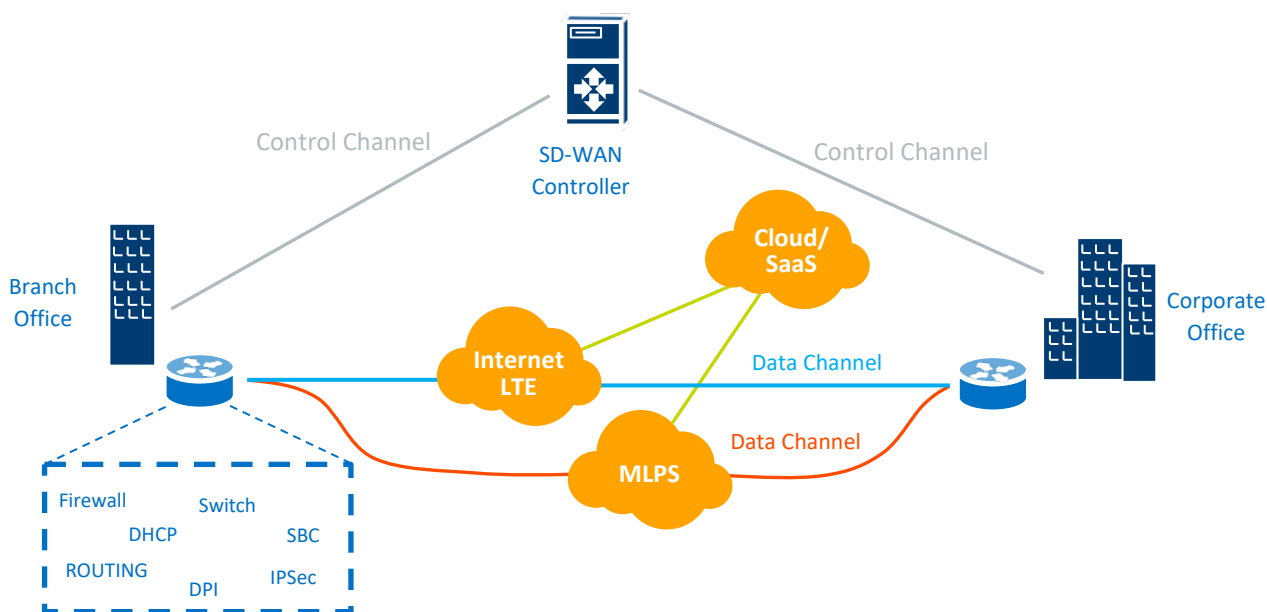 SD-WAN
Controller
Control Channel
Control Channel
Cloud/
SaaS
Branch
Office
Corporate
Office
Internet
LTE
Data Channel
Data Channel
MLPS
Firewall
Switch
DHCP
SBC
ROUTING
DPI
IPSec